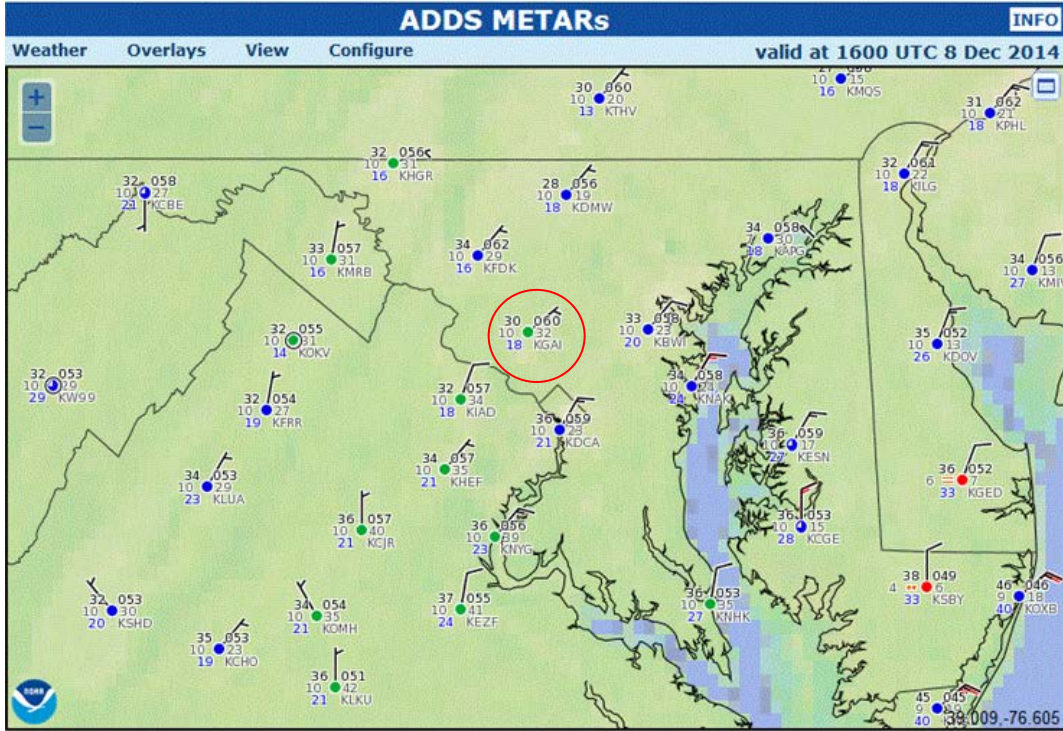 ADDS METARs
INFO
Weather Overlays View Configure
valid at 1600 UTC 8 Dec 2014
+
−
10 15
16 KMQS
30 060
10 20
13 KTHV
31 062
10 21
18 KPHL
32 056
10 31
16 KHGR
32 061
10 22
18 KILG
32 058
10 27
21 KCBE
28 056
10 19
18 KDMW
34 058
7 30
18 KAPG
33 057
10 31
16 KMRB
34 062
10 29
16 KFDK
34 056
10 13
27
30 060
10 32
18 KGAI
33 058
10 23
20 KBWI
32 055
10 31
14 KOKV
35 052
10 13
26 KDOV
32 053
10 29
29 KW99
34 058
10 24
24 KNAK
32 054
10 27
19 KFRR
32 057
10 34
18 KIAD
36 059
10 23
21 KDCA
36 059
10 17
27 KESN
34 057
10 35
21 KHEF
34 053
10 29
23 KLUA
36 052
6 7
33 KGED
36 057
10 40
21 KCJR
36 056
10 39
23 KNYG
36 053
10 15
28 KCGE
38 049
4 6
33 KSBY
46 046
9 18
40 KOXB
32 053
10 30
20 KSHD
34 054
10 35
21 KOMH
37 055
10 41
24 KEZF
36 053
10 35
27 KNHK
35 053
10 23
19 KCHO
36 051
10 42
21 KLKU
45 045
9
40
39.009,-76.605
NOAA